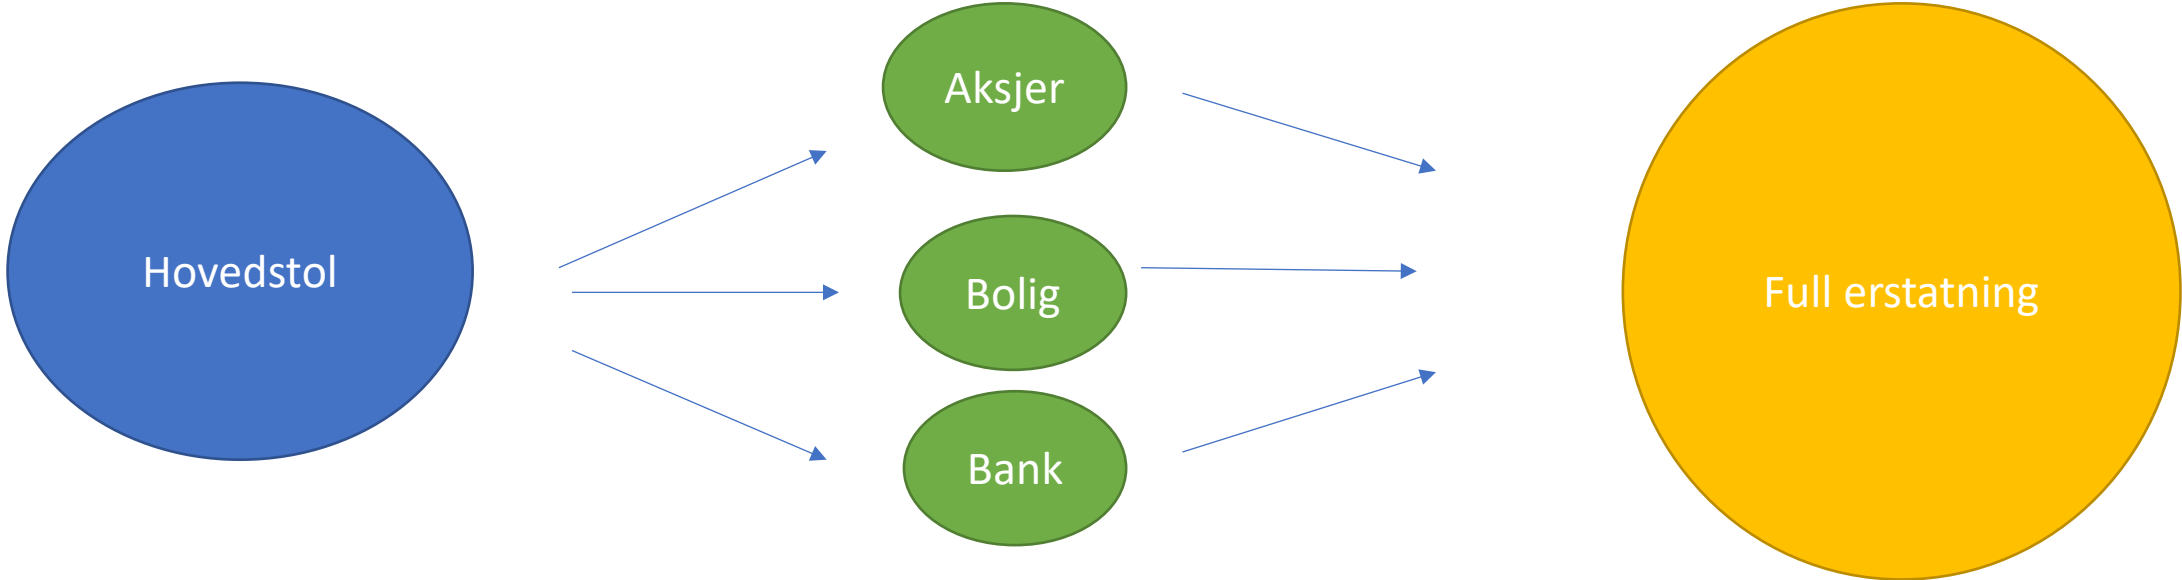 Hovedstol
Aksjer
Bolig
Bank
Full erstatning